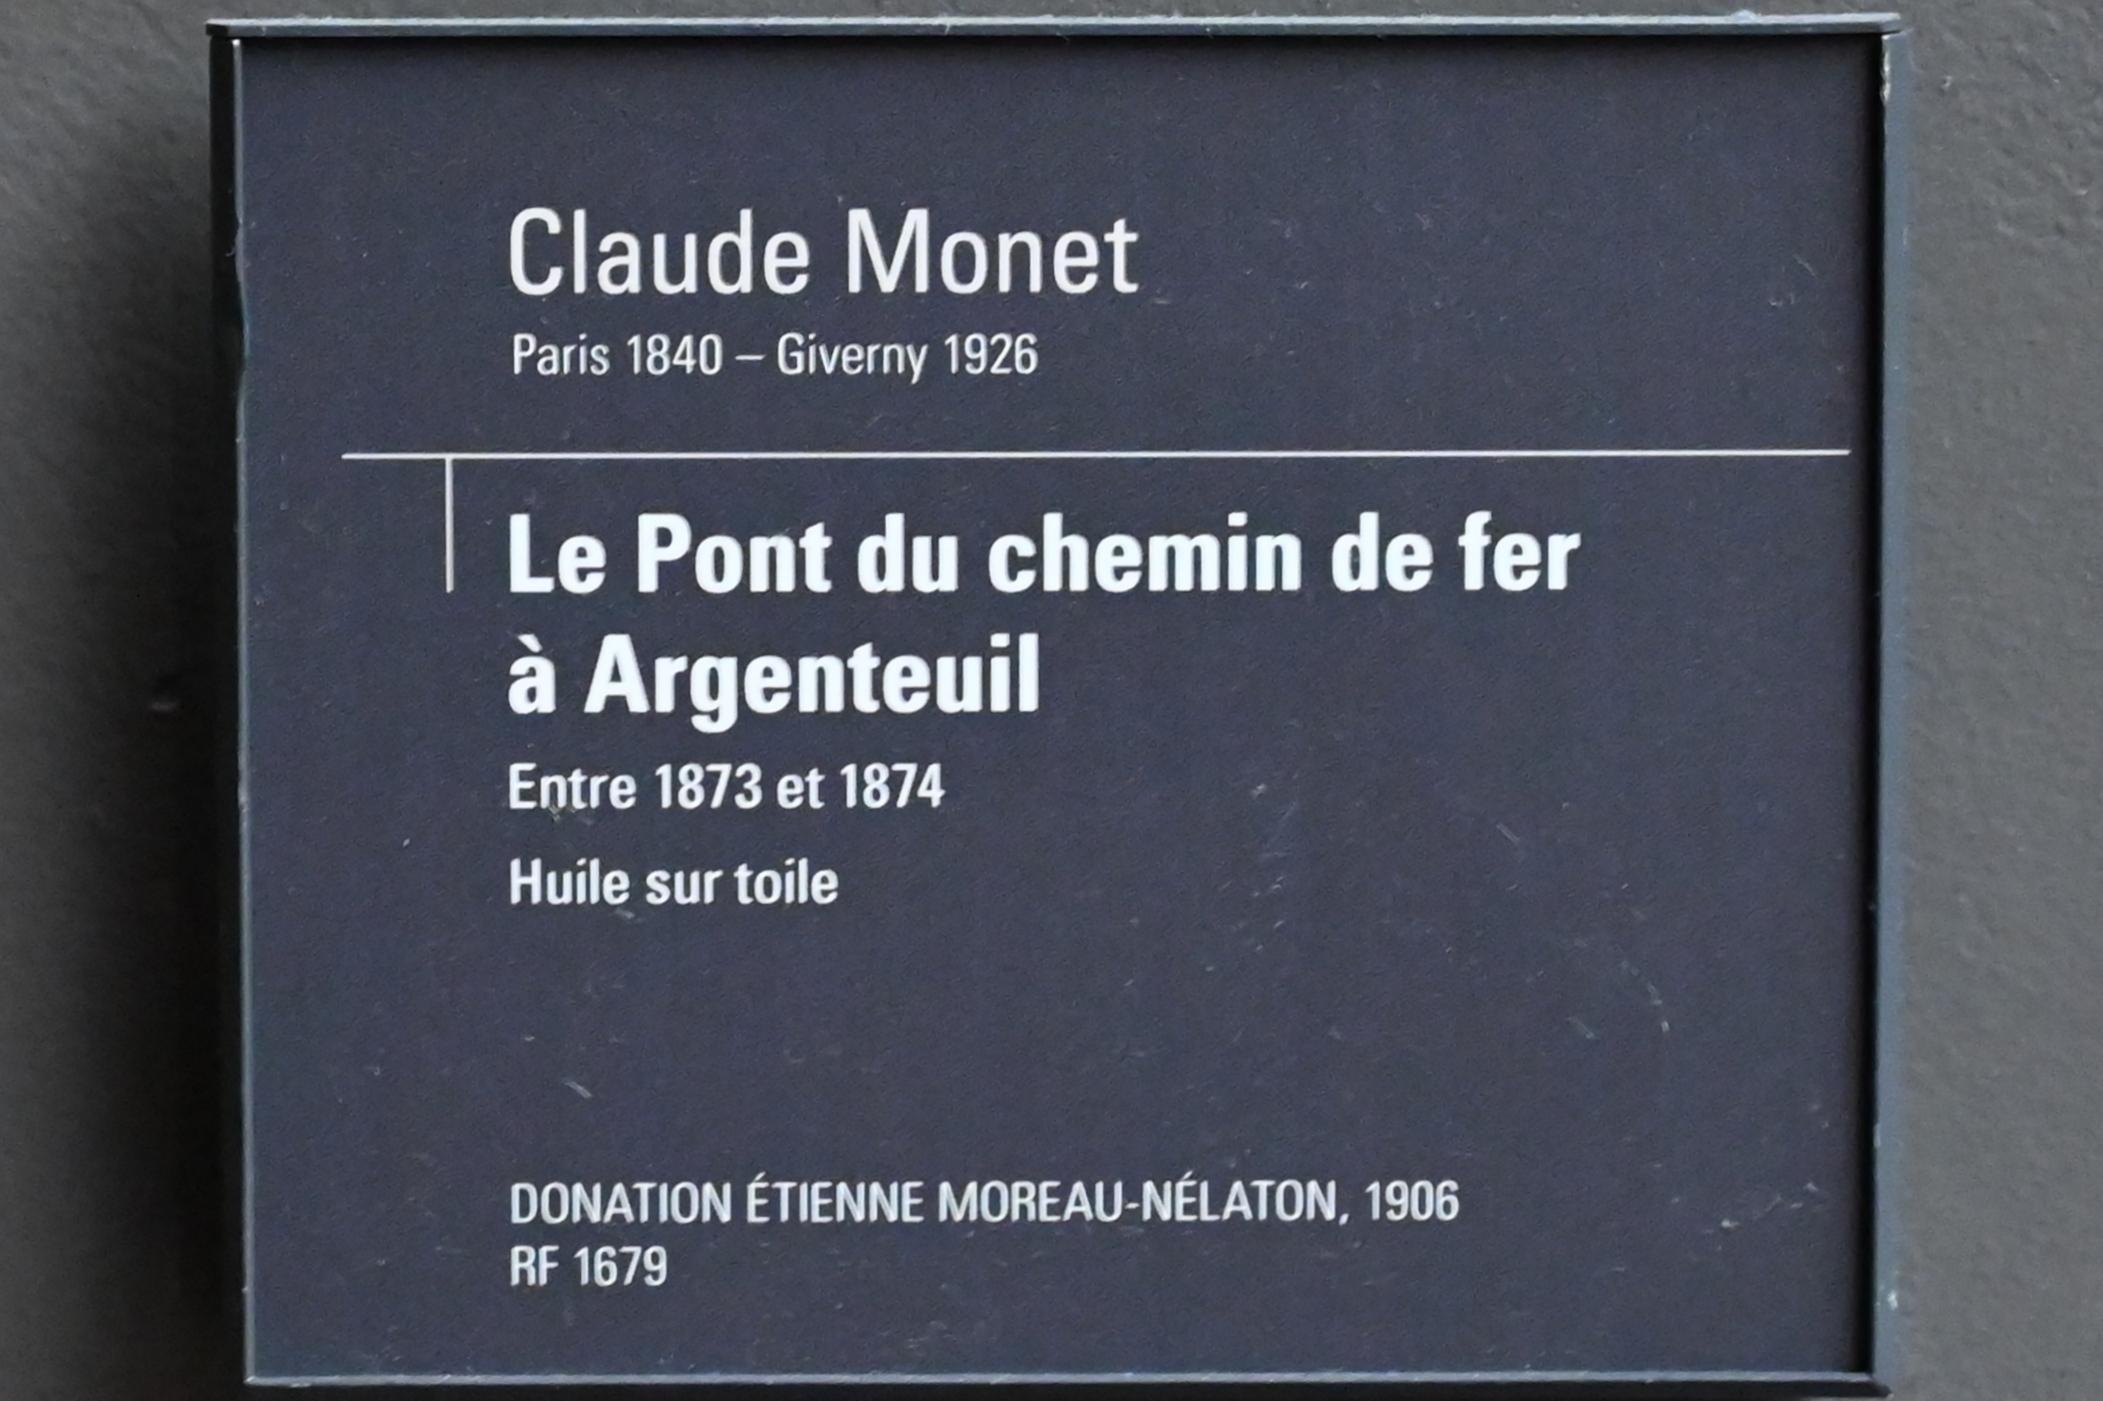 Claude Monet
Paris 1840 – Giverny 1926
Le Pont du chemin de fer
à Argenteuil
Entre 1873 et 1874
Huile sur toile
DONATION ÉTIENNE MOREAU-NÉLATON, 1906
RF 1679